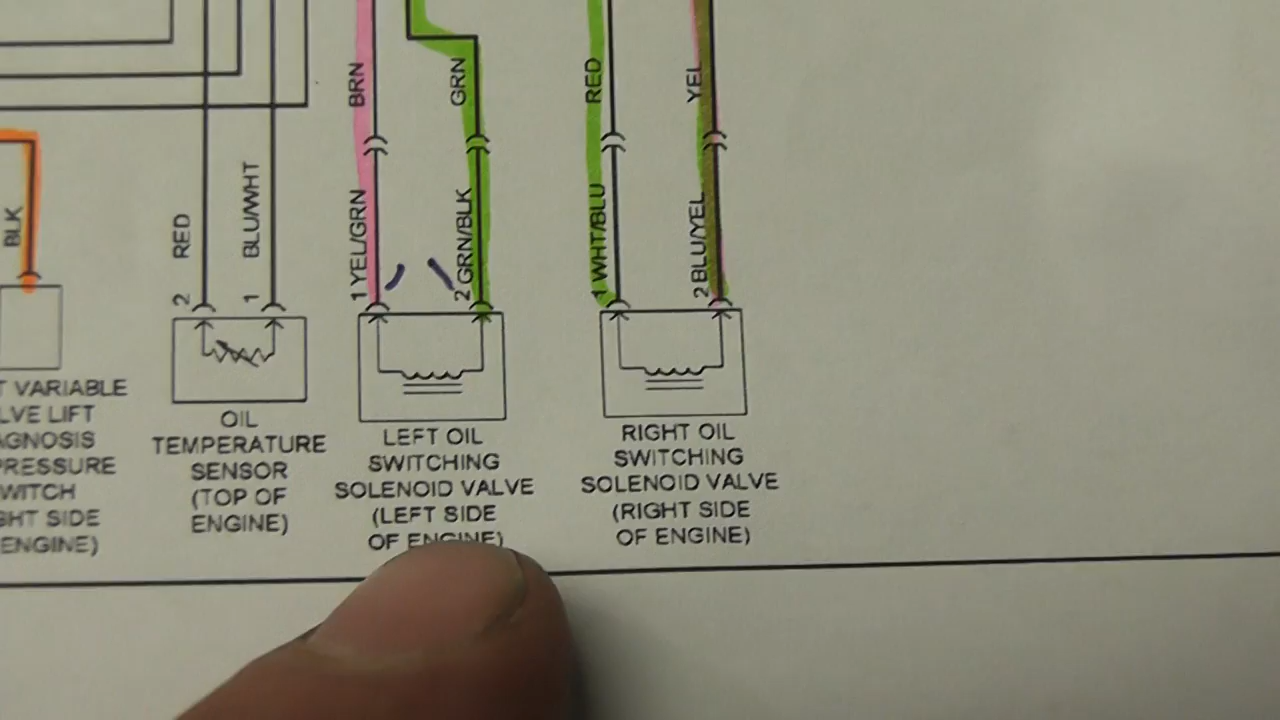 BRN
GRN
RED
YEL
BLK
RED
BLU/WHT
YEL/GRN
GRN/BLK
WHT/BLU
BLU/YEL
2
1
1
2
1
2
T VARIABLE
LVE LIFT
AGNOSIS
PRESSURE
WITCH
GHT SIDE
ENGINE)
OIL
TEMPERATURE
SENSOR
(TOP OF
ENGINE)
LEFT OIL
SWITCHING
SOLENOID VALVE
(LEFT SIDE
OF ENGINE)
RIGHT OIL
SWITCHING
SOLENOID VALVE
(RIGHT SIDE
OF ENGINE)